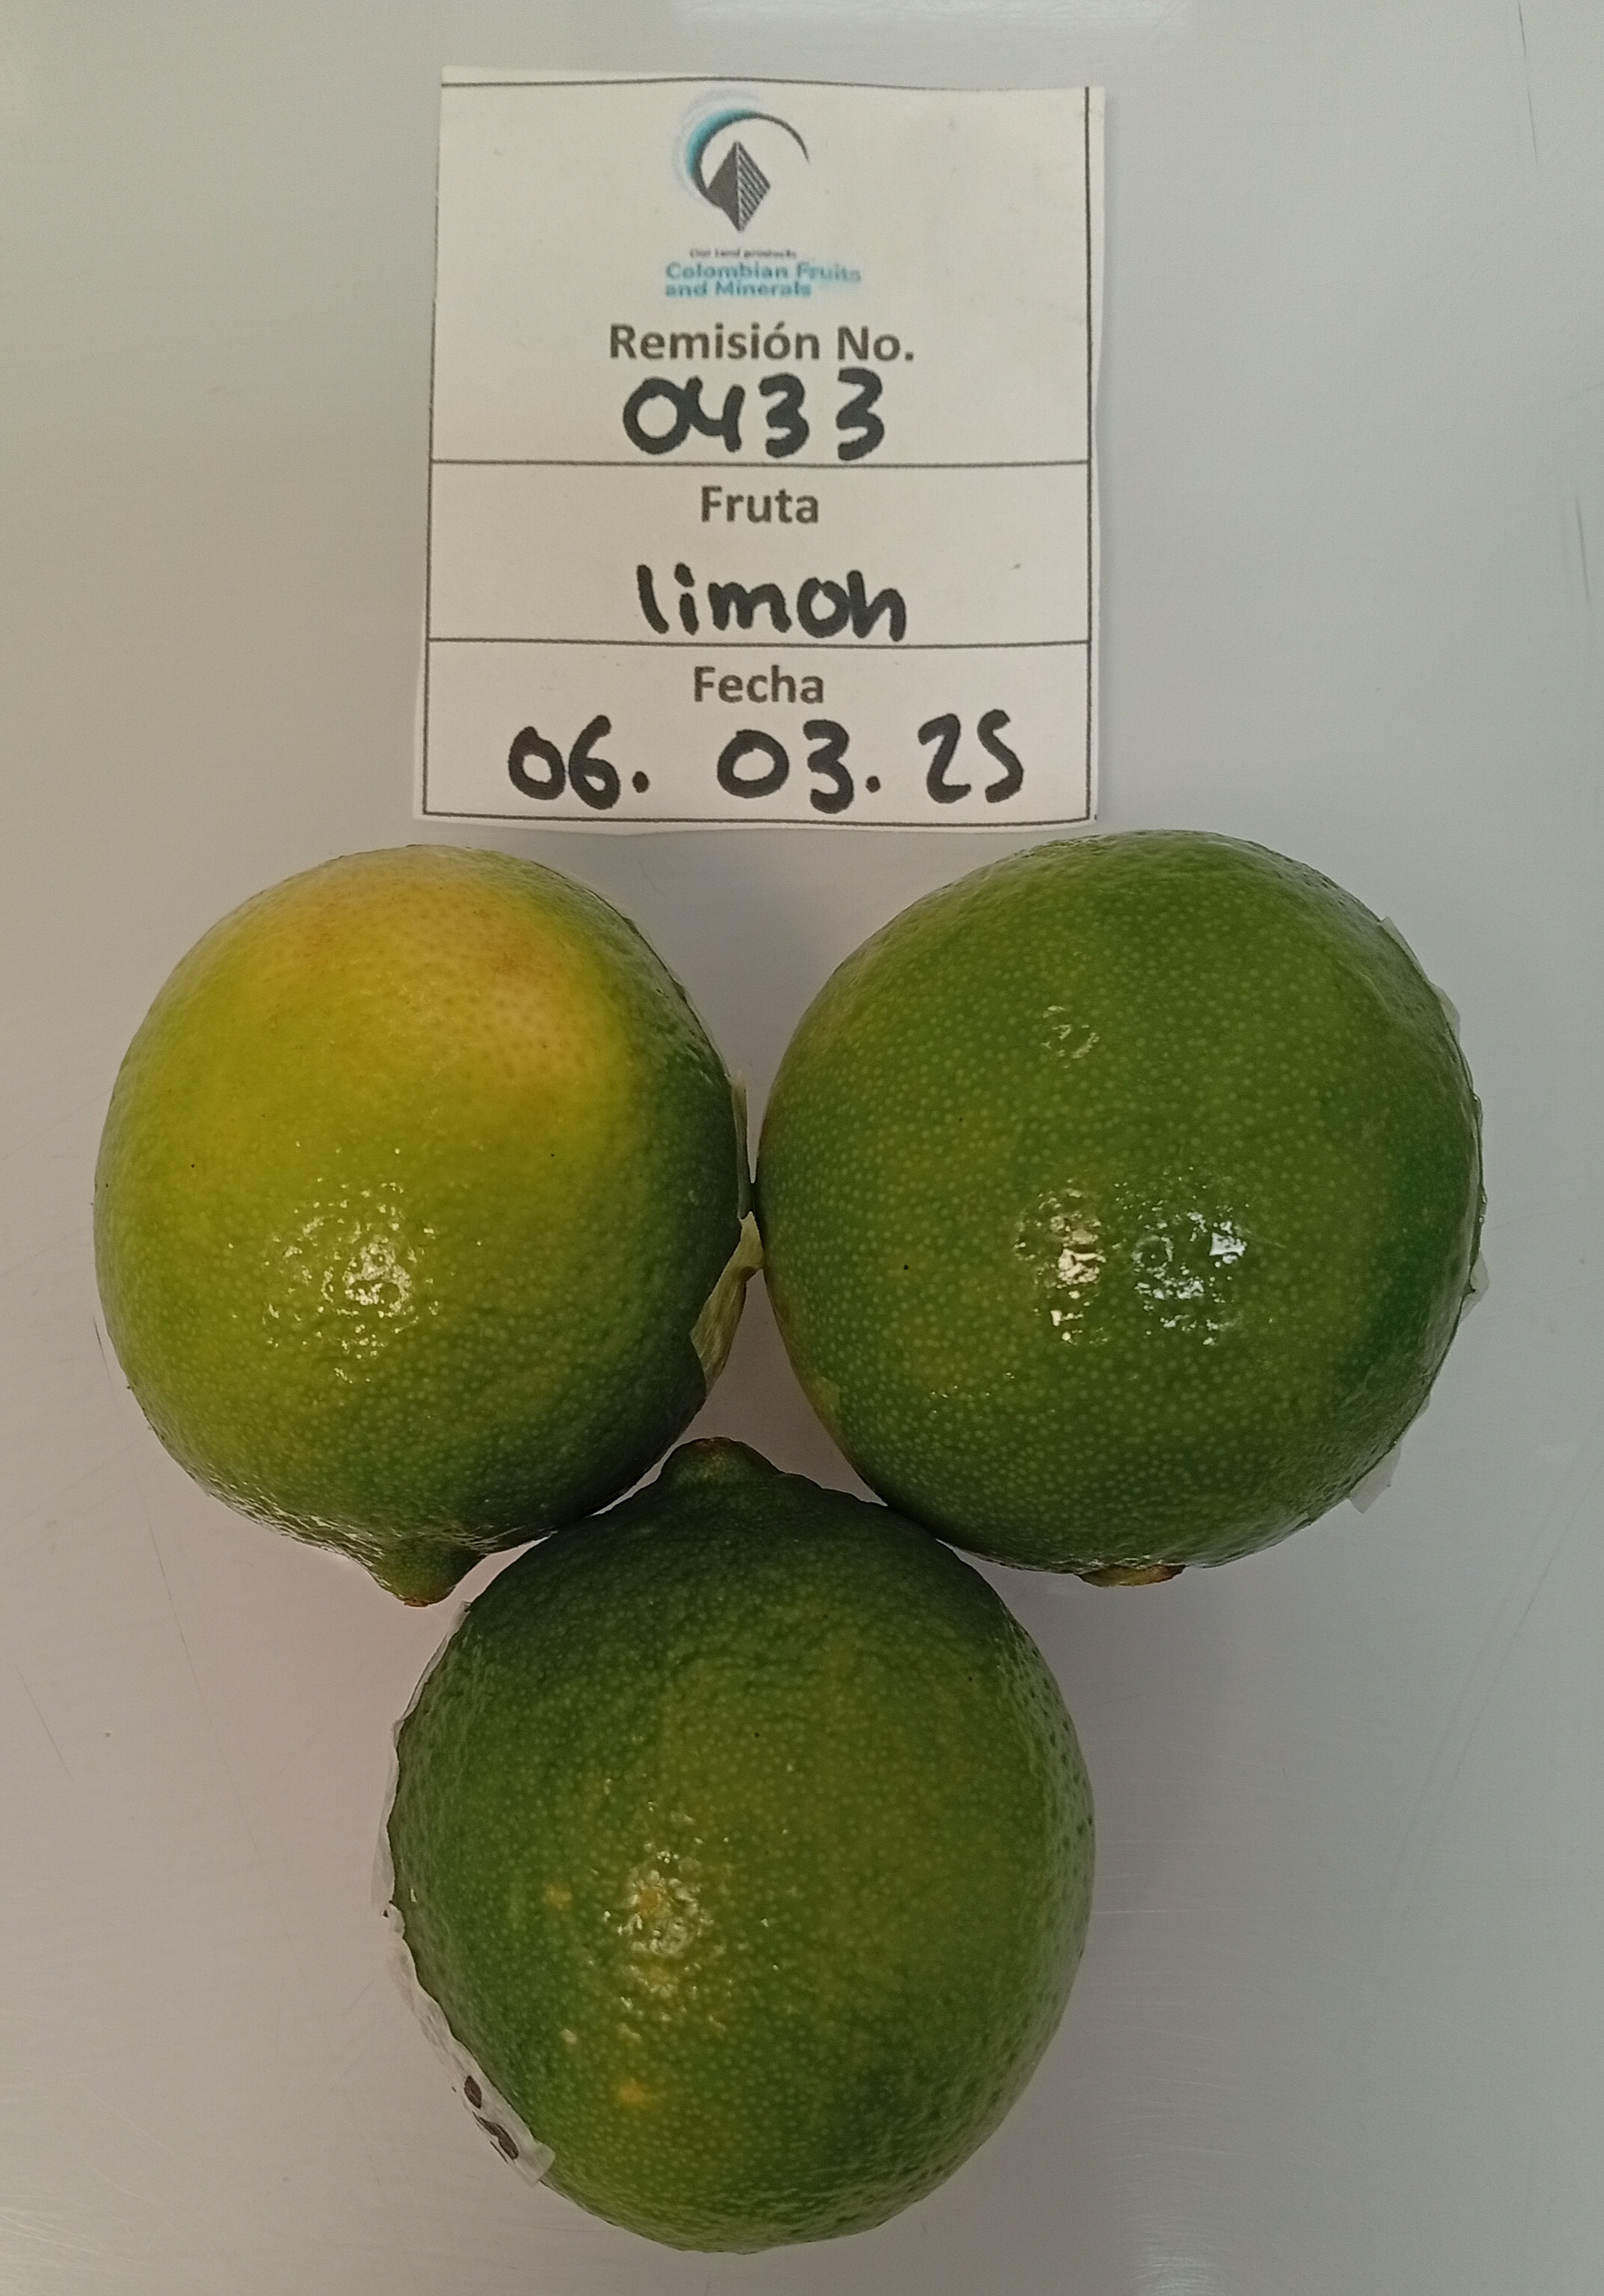 Our land products
Colombian Fruits
and Minerals
Remisión No.
0433
Fruta
limon
Fecha
06. 03. 25